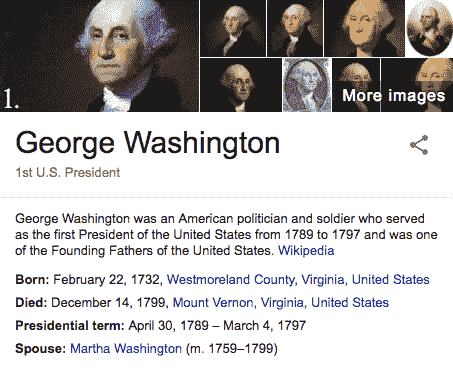 1.
More images
George Washington
1st U.S. President
George Washington was an American politician and soldier who served
as the first President of the United States from 1789 to 1797 and was one
of the Founding Fathers of the United States. Wikipedia
Born: February 22, 1732, Westmoreland County, Virginia, United States
Died: December 14, 1799, Mount Vernon, Virginia, United States
Presidential term: April 30, 1789 – March 4, 1797
Spouse: Martha Washington (m. 1759–1799)